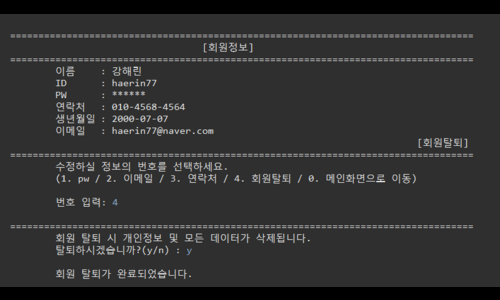 ================================================================================
[회원정보]
================================================================================
이름 : 강해린
ID : haerin77
PW : ******
연락처 : 010-4568-4564
생년월일 : 2000-07-07
이메일 : haerin77@naver.com
[회원탈퇴]
================================================================================
수정하실 정보의 번호를 선택하세요.
(1. pw / 2. 이메일 / 3. 연락처 / 4. 회원탈퇴 / 0. 메인화면으로 이동)
번호 입력: 4
================================================================================
회원 탈퇴 시 개인정보 및 모든 데이터가 삭제됩니다.
탈퇴하시겠습니까?(y/n) : y
회원 탈퇴가 완료되었습니다.